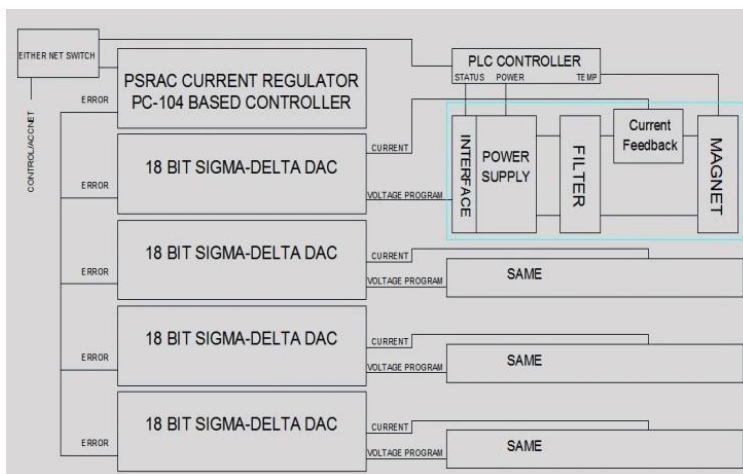 EITHER NET SWITCH
PLC CONTROLLER
STATUS POWER TEMP
PSRAC CURRENT REGULATOR
PC-104 BASED CONTROLLER
ERROR
CONTROL/ACCNET
CURRENT
Current
Feedback
INTERFACE
POWER
SUPPLY
FILTER
MAGNET
18 BIT SIGMA-DELTA DAC
ERROR
VOLTAGE PROGRAM
18 BIT SIGMA-DELTA DAC
CURRENT
SAME
ERROR
VOLTAGE PROGRAM
18 BIT SIGMA-DELTA DAC
CURRENT
SAME
ERROR
VOLTAGE PROGRAM
18 BIT SIGMA-DELTA DAC
CURRENT
SAME
ERROR
VOLTAGE PROGRAM